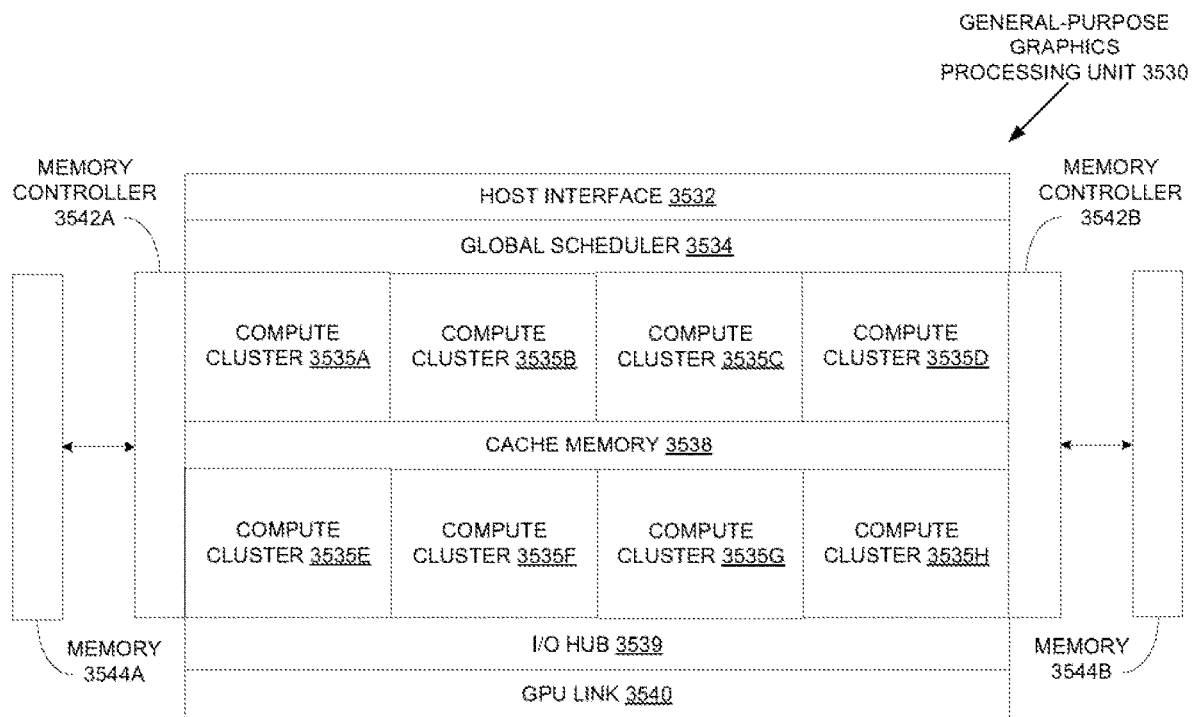 GENERAL-PURPOSE
GRAPHICS
PROCESSING UNIT 3530
MEMORY
CONTROLLER
3542A
MEMORY
CONTROLLER
3542B
HOST INTERFACE 3532
GLOBAL SCHEDULER 3534
COMPUTE
CLUSTER 3535A
COMPUTE
CLUSTER 3535B
COMPUTE
CLUSTER 3535C
COMPUTE
CLUSTER 3535D
CACHE MEMORY 3538
COMPUTE
CLUSTER 3535E
COMPUTE
CLUSTER 3535F
COMPUTE
CLUSTER 3535G
COMPUTE
CLUSTER 3535H
I/O HUB 3539
GPU LINK 3540
MEMORY
3544A
MEMORY
3544B